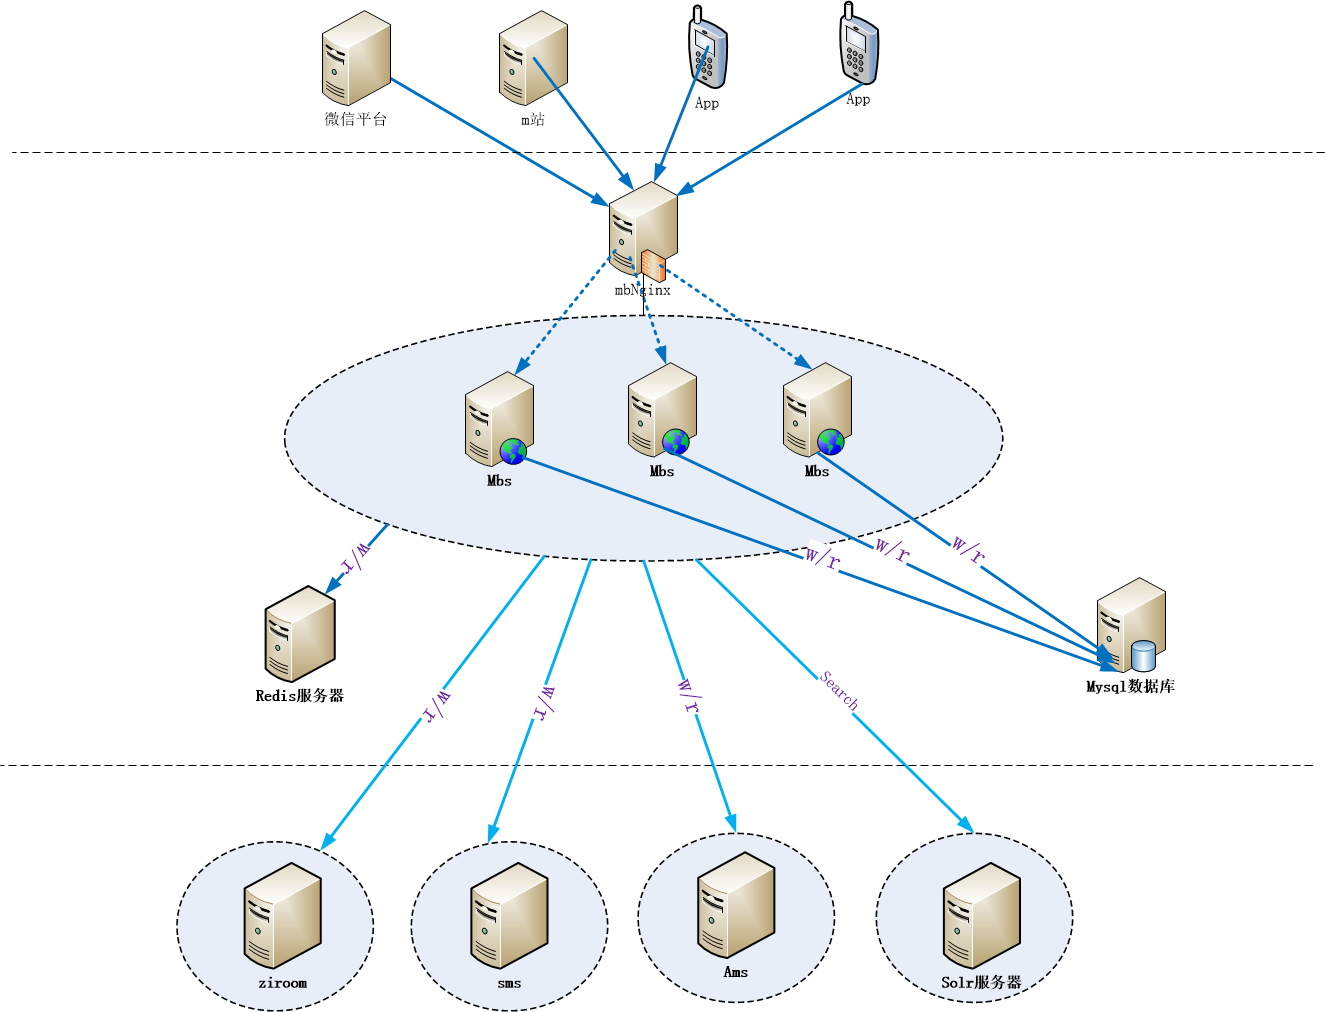 微信平台
m站
App
App
mbNginx
Mbs
Mbs
Mbs
w/r
w/r
w/r
w/r
Redis服务器
Mysql数据库
w/r
w/r
w/r
Search
ziroom
sms
Ams
Solr服务器